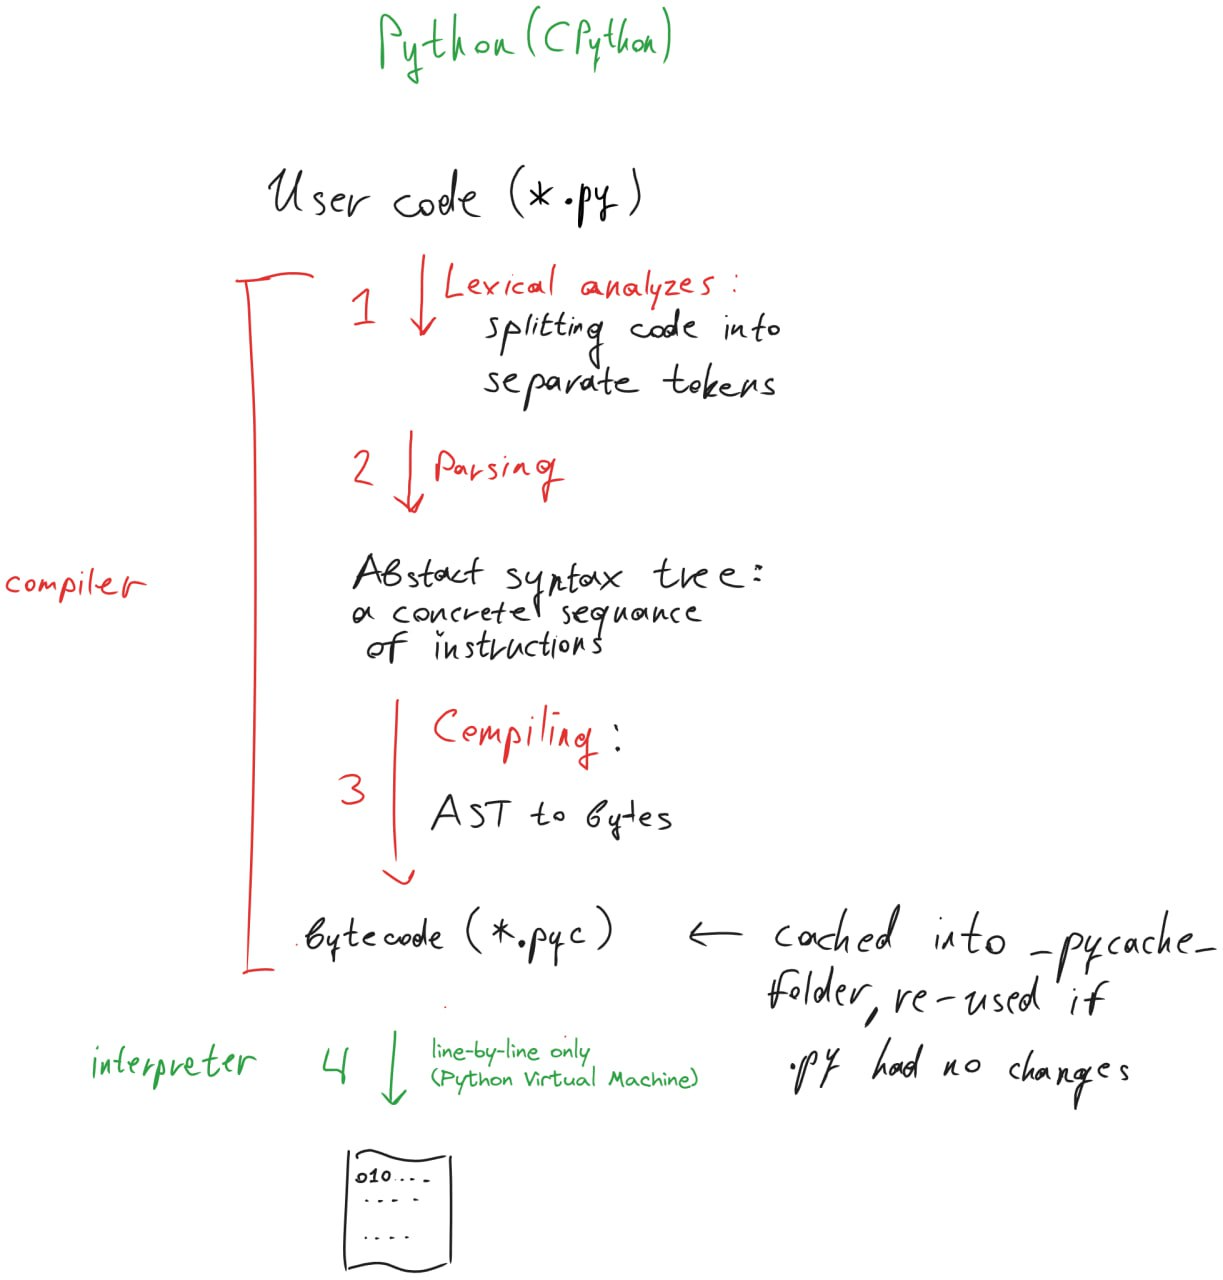 Python (CPython)
User code (*.py)
1
Lexical analyzes:
splitting code into
separate tokens
2
Parsing
Abstact syntax tree:
a concrete sequance
of instructions
compiler
Compiling:
3
AST to bytes
bytecode (*.pyc)
← cached into _pycache_
folder, re-used if
.py had no changes
interpreter
4
line-by-line only
(Python Virtual Machine)
010....
....
....